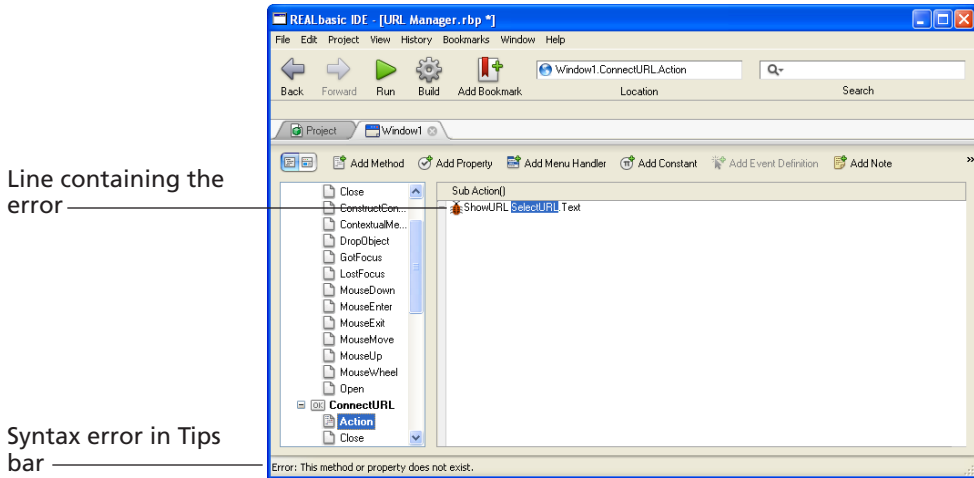 REALbasic IDE - [URL Manager.rbp *]
File Edit Project View History Bookmarks Window Help
Window1.ConnectURL.Action
Back Forward Run Build Add Bookmark Location Search
Project Window1
Add Method Add Property Add Menu Handler Add Constant Add Event Definition Add Note »
Line containing the
error
Close
ConstructCon...
ContextualMe...
DropObject
GotFocus
LostFocus
MouseDown
MouseEnter
MouseExit
MouseMove
MouseUp
MouseWheel
Open
OK ConnectURL
Action
Close
Sub Action()
ShowURL SelectURL.Text
Syntax error in Tips
bar
Error: This method or property does not exist.